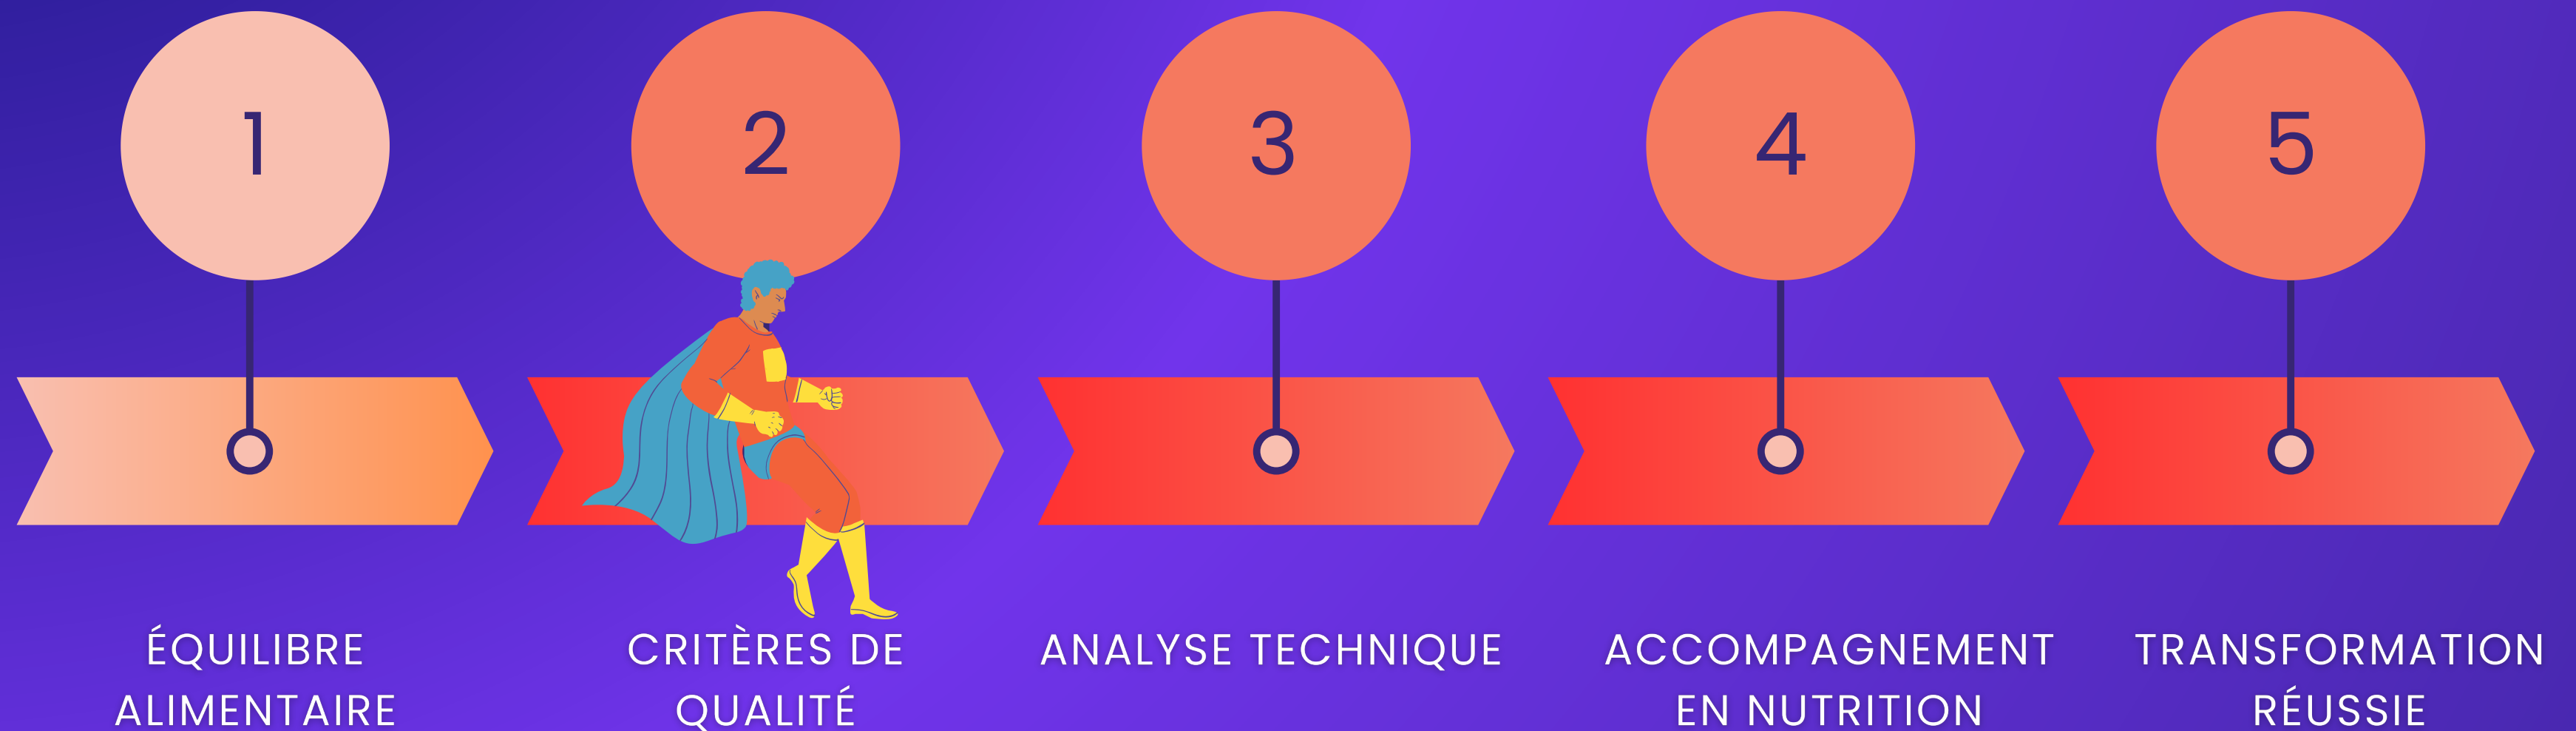 1
2
3
4
5
ÉQUILIBRE
ALIMENTAIRE
CRITÈRES DE
QUALITÉ
ANALYSE TECHNIQUE
ACCOMPAGNEMENT
EN NUTRITION
TRANSFORMATION
RÉUSSIE